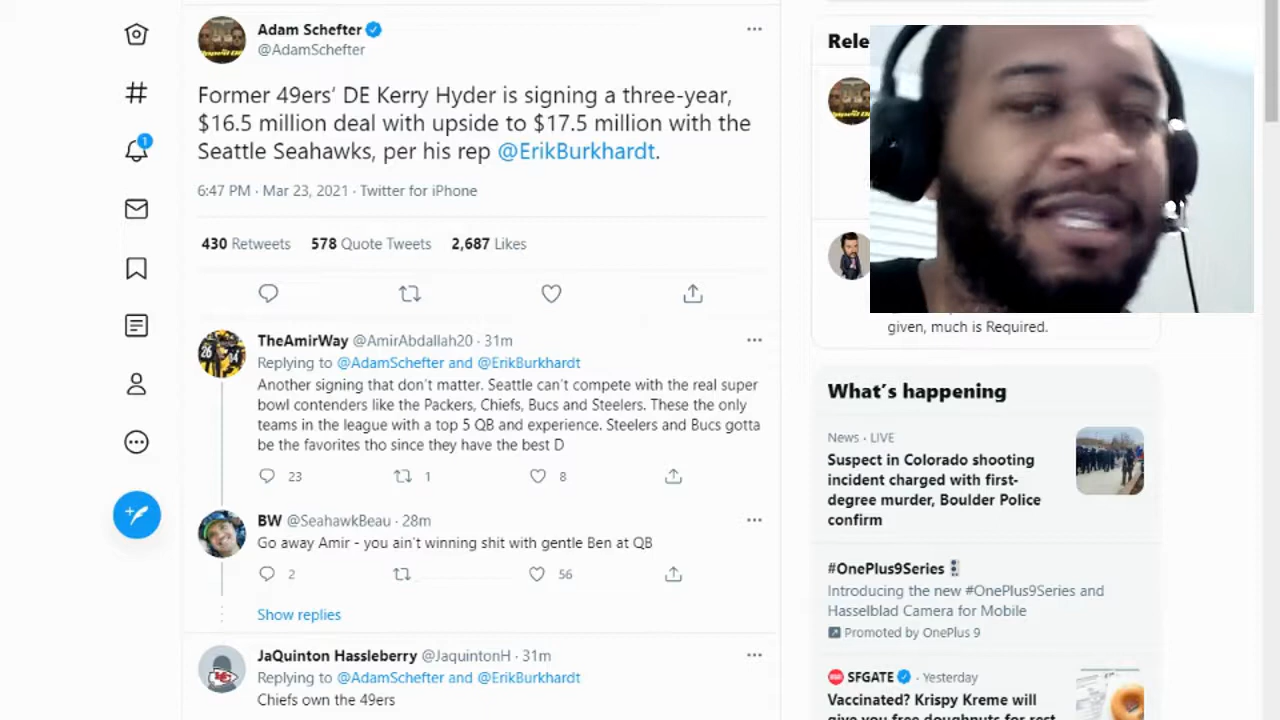 Adam Schefter
@AdamSchefter
Former 49ers' DE Kerry Hyder is signing a three-year,
$16.5 million deal with upside to $17.5 million with the
Seattle Seahawks, per his rep @ErikBurkhardt.
6:47 PM · Mar 23, 2021 · Twitter for iPhone
430 Retweets 578 Quote Tweets 2,687 Likes
TheAmirWay @AmirAbdallah20 · 31m
Replying to @AdamSchefter and @ErikBurkhardt
Another signing that don't matter. Seattle can't compete with the real super
bowl contenders like the Packers, Chiefs, Bucs and Steelers. These the only
teams in the league with a top 5 QB and experience. Steelers and Bucs gotta
be the favorites tho since they have the best D
23 1 8
BW @SeahawkBeau · 28m
Go away Amir - you ain't winning shit with gentle Ben at QB
2 56
Show replies
JaQuinton Hassleberry @JaquintonH · 31m
Replying to @AdamSchefter and @ErikBurkhardt
Chiefs own the 49ers
1
Rele
given, much is Required.
What's happening
News · LIVE
Suspect in Colorado shooting
incident charged with first-
degree murder, Boulder Police
confirm
#OnePlus9Series
Introducing the new #OnePlus9Series and
Hasselblad Camera for Mobile
Promoted by OnePlus 9
SFGATE · Yesterday
Vaccinated? Krispy Kreme will
give you free doughnuts for rest